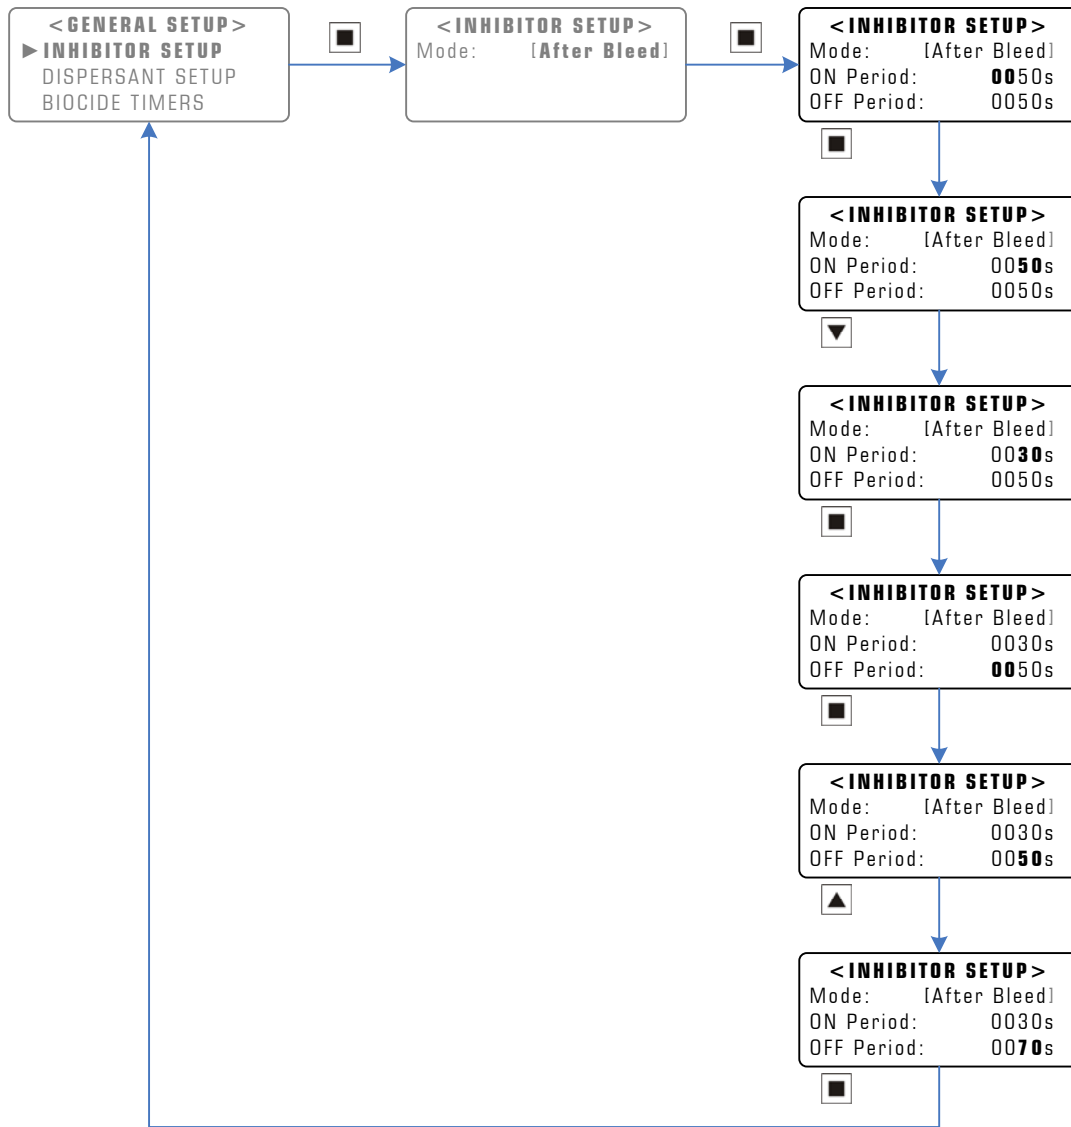 <GENERAL SETUP>
►INHIBITOR SETUP
DISPERSANT SETUP
BIOCIDE TIMERS
<INHIBITOR SETUP>
Mode: [After Bleed]
<INHIBITOR SETUP>
Mode: [After Bleed]
ON Period: 0050s
OFF Period: 0050s
<INHIBITOR SETUP>
Mode: [After Bleed]
ON Period: 0050s
OFF Period: 0050s
<INHIBITOR SETUP>
Mode: [After Bleed]
ON Period: 0030s
OFF Period: 0050s
<INHIBITOR SETUP>
Mode: [After Bleed]
ON Period: 0030s
OFF Period: 0050s
<INHIBITOR SETUP>
Mode: [After Bleed]
ON Period: 0030s
OFF Period: 0050s
<INHIBITOR SETUP>
Mode: [After Bleed]
ON Period: 0030s
OFF Period: 0070s